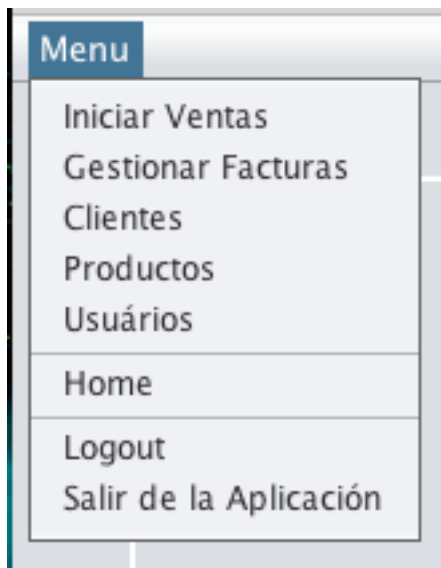 Menu
Iniciar Ventas
Gestionar Facturas
Clientes
Productos
Usuários
Home
Logout
Salir de la Aplicación